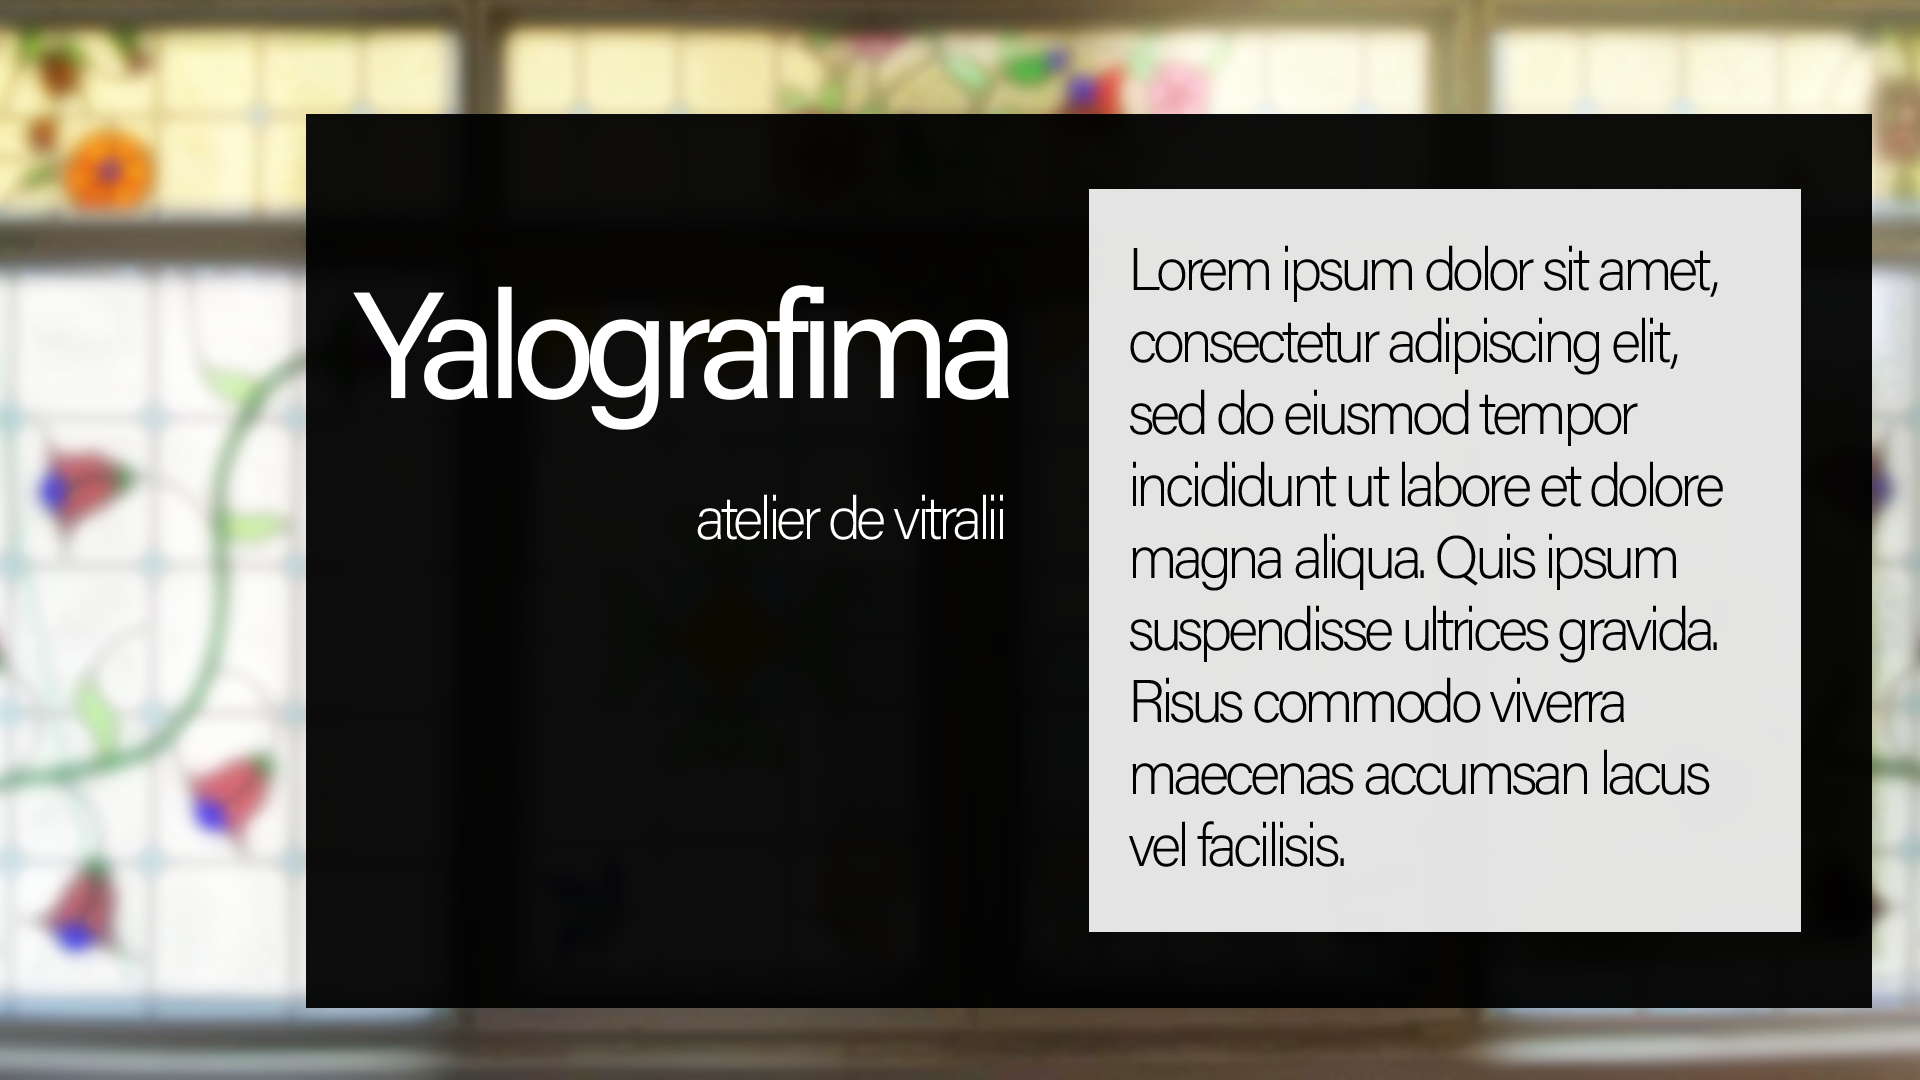 Yalografima
atelier de vitralii
Lorem ipsum dolor sit amet,
consectetur adipiscing elit,
sed do eiusmod tempor
incididunt ut labore et dolore
magna aliqua. Quis ipsum
suspendisse ultrices gravida.
Risus commodo viverra
maecenas accumsan lacus
vel facilisis.